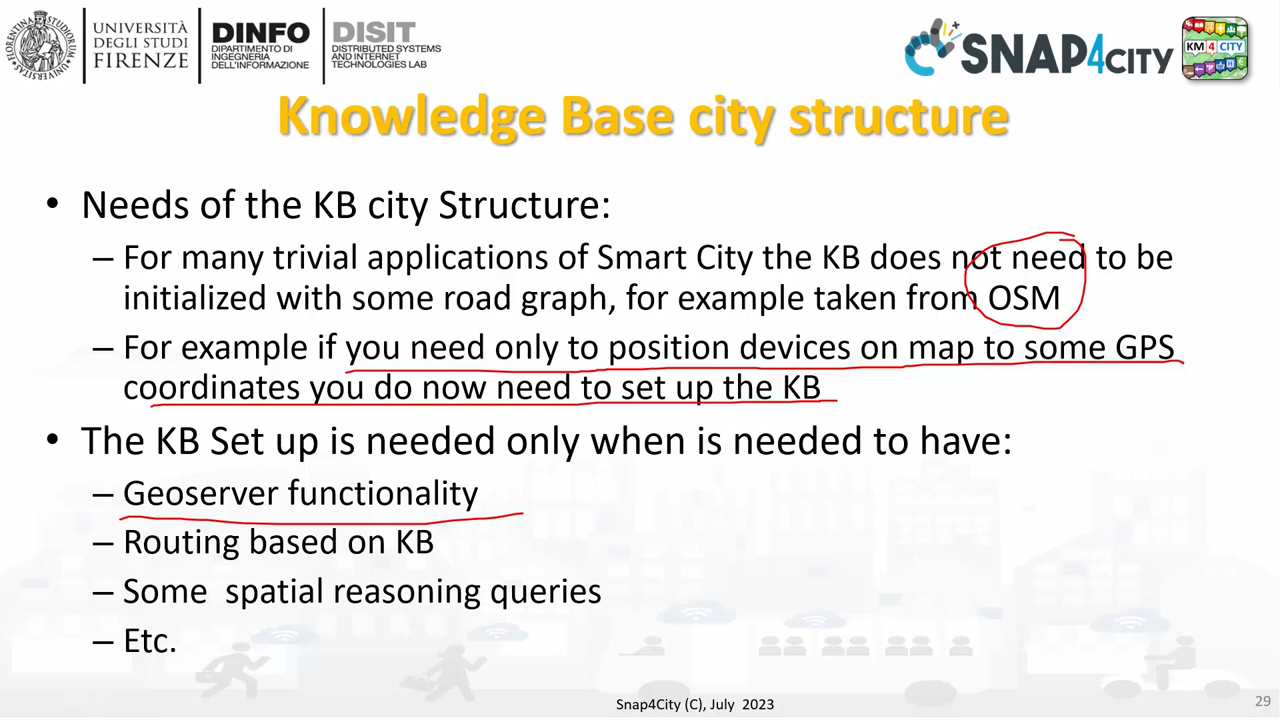 UNIVERSITÀ
DEGLI STUDI
FIRENZE
DINFO
DIPARTIMENTO DI
INGEGNERIA
DELL'INFORMAZIONE
DISIT
DISTRIBUTED SYSTEMS
AND INTERNET
TECHNOLOGIES LAB
SNAP4CITY
KM4CITY
Knowledge Base city structure
• Needs of the KB city Structure:
– For many trivial applications of Smart City the KB does not need to be
initialized with some road graph, for example taken from OSM
– For example if you need only to position devices on map to some GPS
coordinates you do now need to set up the KB
• The KB Set up is needed only when is needed to have:
– Geoserver functionality
– Routing based on KB
– Some  spatial reasoning queries
– Etc.
Snap4City (C), July  2023
29